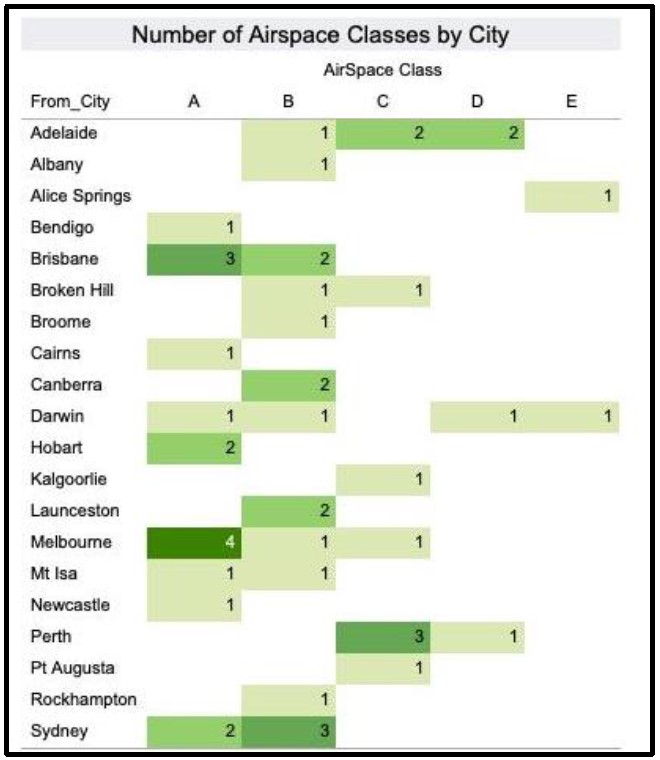 Number of Airspace Classes by City
AirSpace Class
From_City A B C D E
Adelaide 1 2 2
Albany 1
Alice Springs 1
Bendigo 1
Brisbane 3 2
Broken Hill 1 1
Broome 1
Cairns 1
Canberra 2
Darwin 1 1 1 1
Hobart 2
Kalgoorlie 1
Launceston 2
Melbourne 4 1 1
Mt Isa 1 1
Newcastle 1
Perth 3 1
Pt Augusta 1
Rockhampton 1
Sydney 2 3